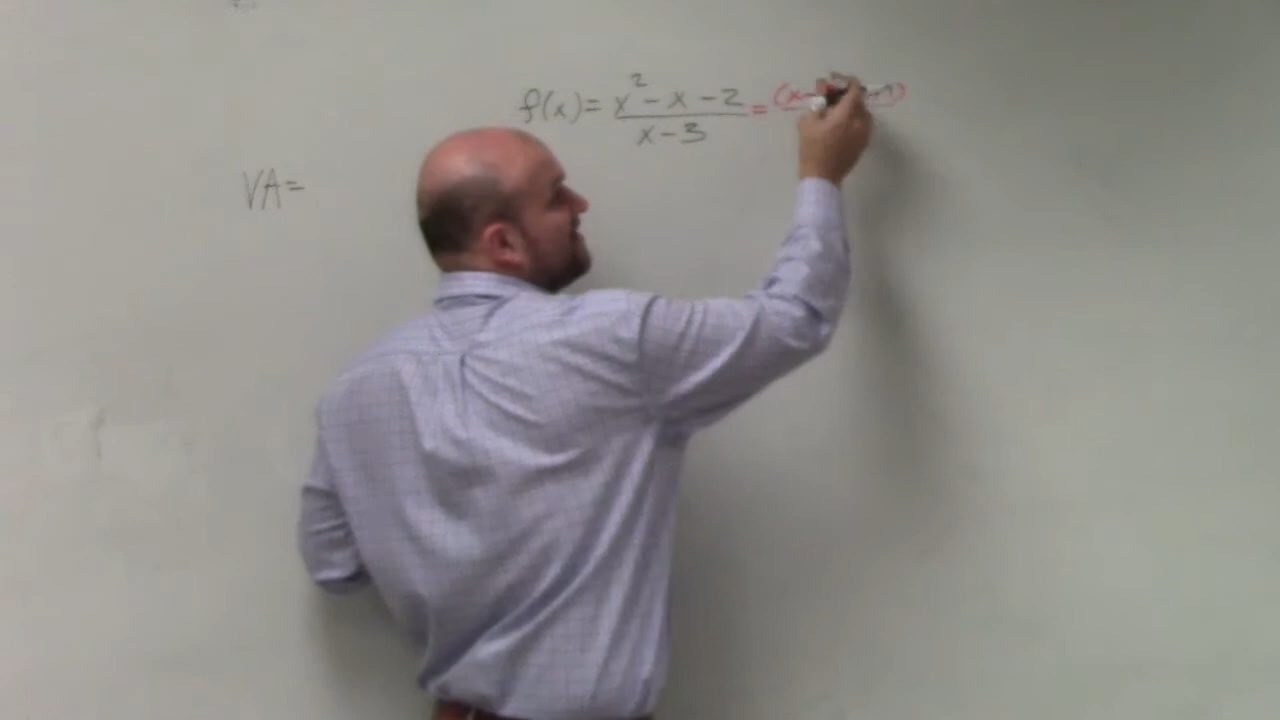 f(x) = x² - x - 2 = (x-
x - 3
VA =